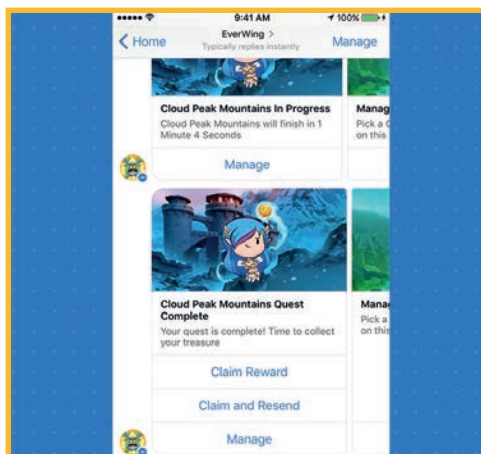 9:41 AM
100%
Home
EverWing >
Typically replies instantly
Manage
Cloud Peak Mountains In Progress
Cloud Peak Mountains will finish in 1
Minute 4 Seconds
Manage
Manag
Pick a
on this
Cloud Peak Mountains Quest
Complete
Your quest is complete! Time to collect
your treasure
Claim Reward
Claim and Resend
Manage
Manag
Pick a
on this